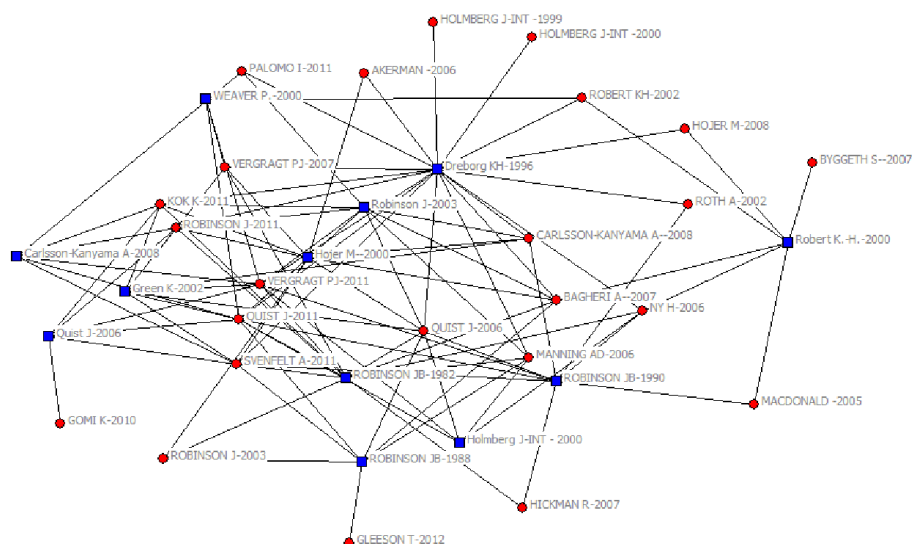 HOLMBERG J-INT -1999
HOLMBERG J-INT -2000
PALOMO I-2011
AKERMAN -2006
WEAVER P.-2000
ROBERT KH-2002
HOJER M-2008
BYGGETH S--2007
VERGRAGT PJ-2007
Dreborg KH-1996
KOK K-2011
Robinson J-2003
ROTH A-2002
ROBINSON J-2011
CARLSSON-KANYAMA A--2008
Robert K.-H.-2000
Carlsson-Kanyama A-2008
Hojer M--2000
VERGRAGT PJ-2011
Green K-2002
BAGHERI A--2007
NY H-2006
QUIST J-2011
Quist J-2006
QUIST J-2006
SVENFELT A-2011
MANNING AD-2006
ROBINSON JB-1982
ROBINSON JB-1990
MACDONALD -2005
GOMI K-2010
Holmberg J-INT - 2000
ROBINSON J-2003
ROBINSON JB-1988
HICKMAN R-2007
GLEESON T-2012